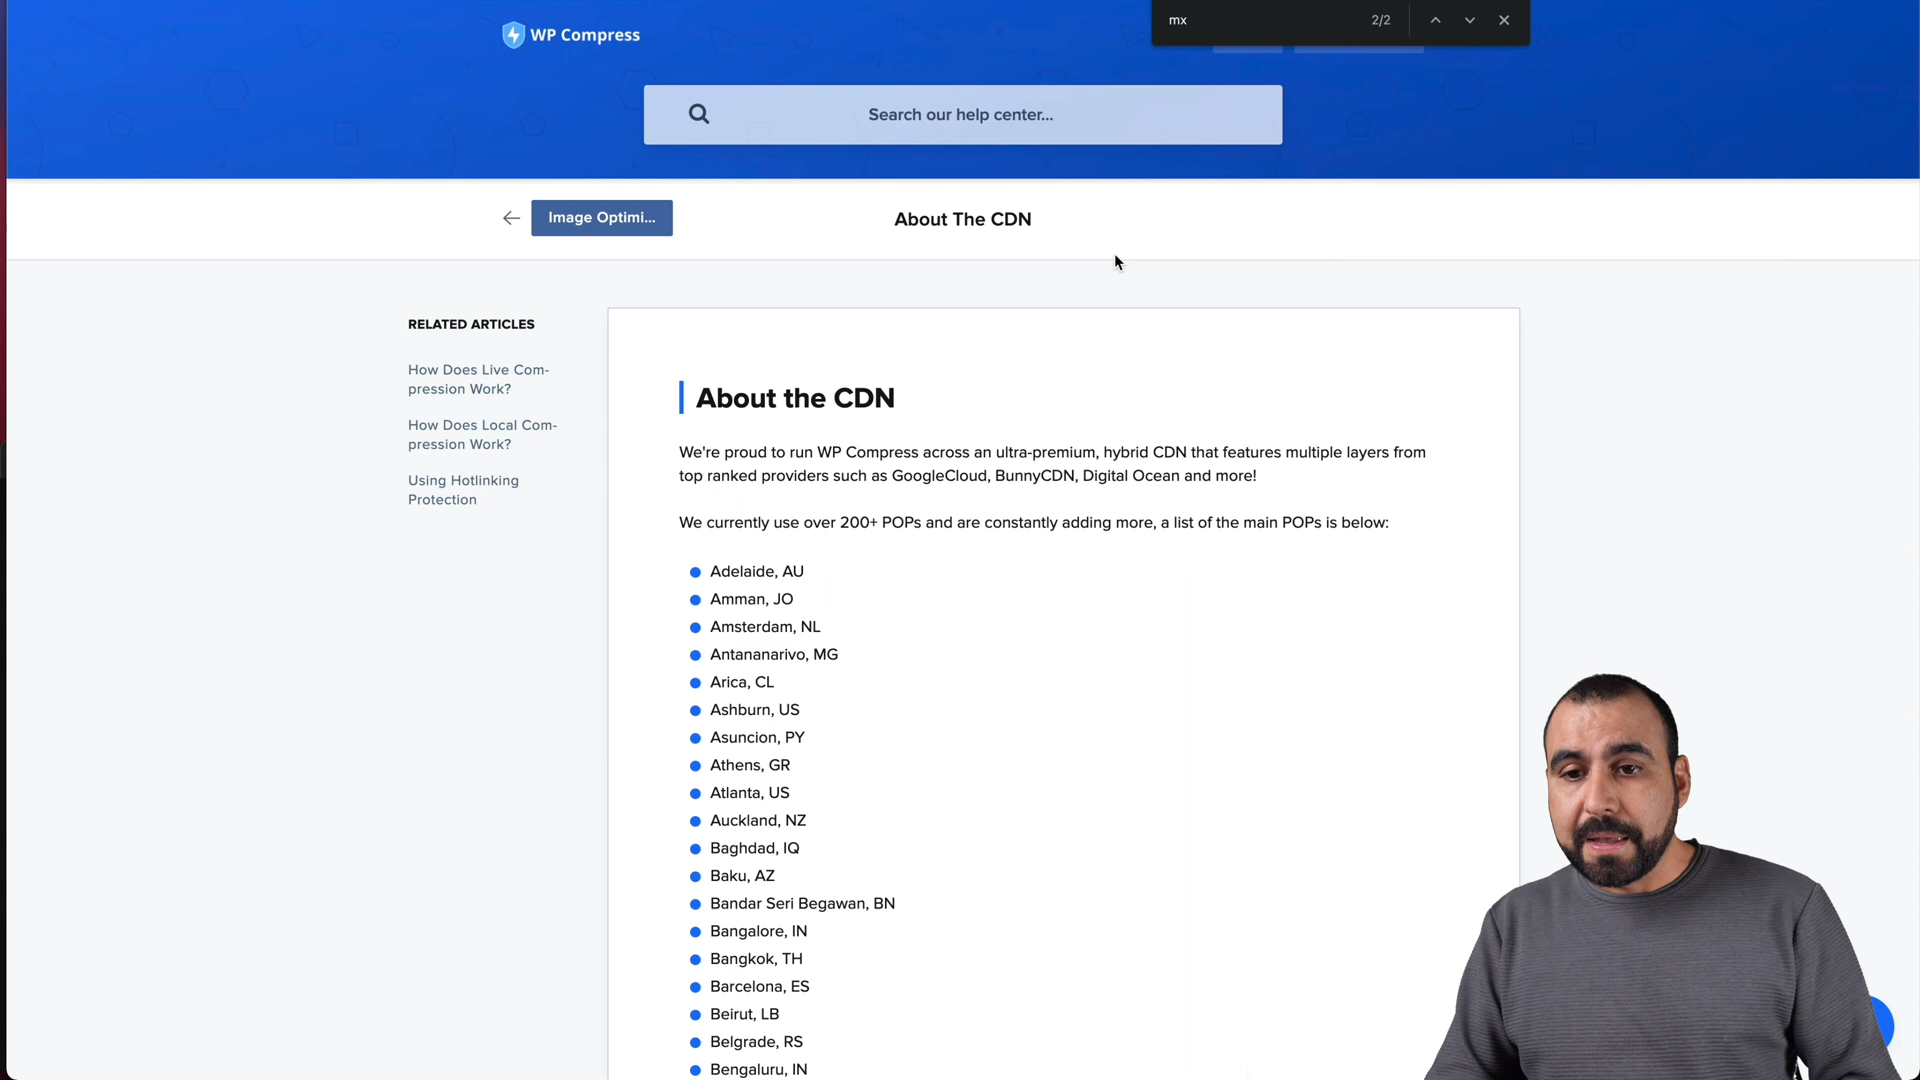 mx
2/2
WP Compress
Search our help center...
Image Optimi...
About The CDN
RELATED ARTICLES
How Does Live Com-
pression Work?
How Does Local Com-
pression Work?
Using Hotlinking
Protection
About the CDN
We're proud to run WP Compress across an ultra-premium, hybrid CDN that features multiple layers from
top ranked providers such as GoogleCloud, BunnyCDN, Digital Ocean and more!
We currently use over 200+ POPs and are constantly adding more, a list of the main POPs is below:
Adelaide, AU
Amman, JO
Amsterdam, NL
Antananarivo, MG
Arica, CL
Ashburn, US
Asuncion, PY
Athens, GR
Atlanta, US
Auckland, NZ
Baghdad, IQ
Baku, AZ
Bandar Seri Begawan, BN
Bangalore, IN
Bangkok, TH
Barcelona, ES
Beirut, LB
Belgrade, RS
Bengaluru, IN